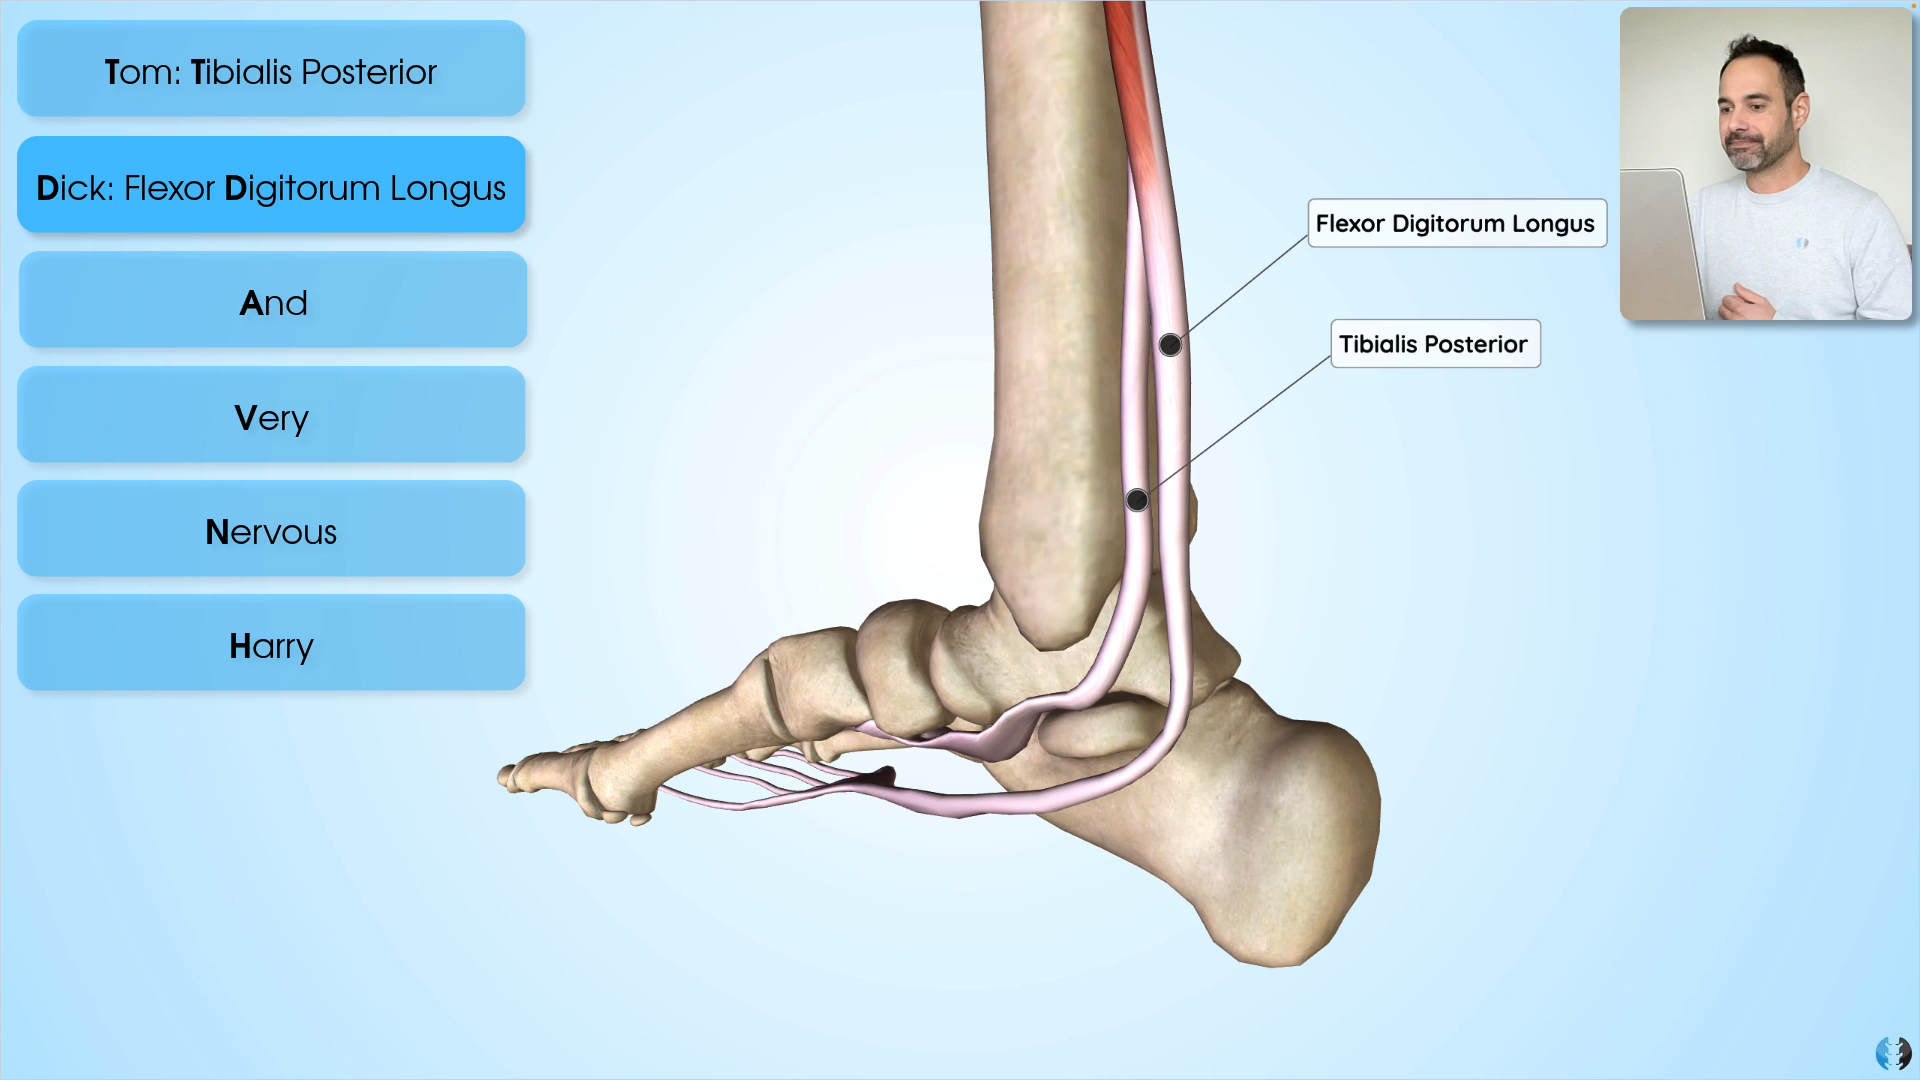 Tom: Tibialis Posterior
Dick: Flexor Digitorum Longus
And
Very
Nervous
Harry
Flexor Digitorum Longus
Tibialis Posterior